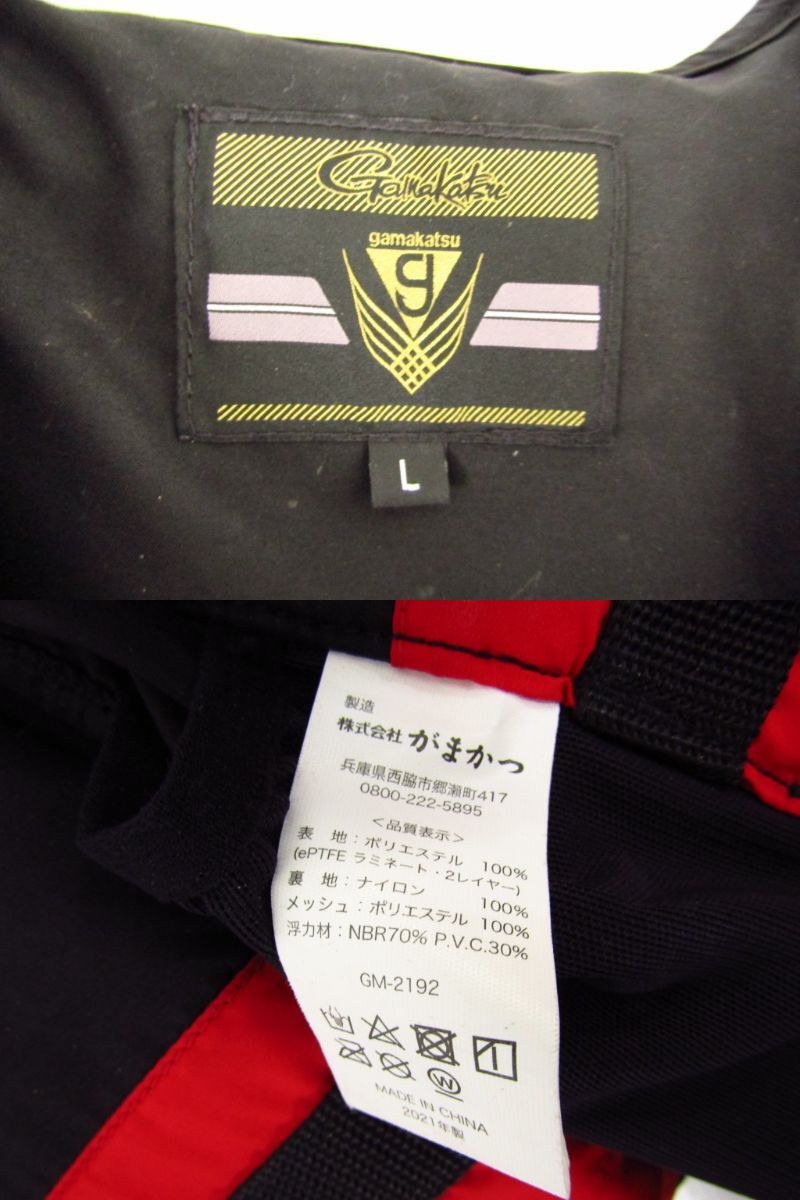 Gamakatsu
gamakatsu
g
L
製造
株式会社 がまかつ
兵庫県西脇市郷瀬町417
0800-222-5895
<品質表示>
表 地:ポリエステル 100%
(ePTFE ラミネート・2レイヤー)
裏 地:ナイロン 100%
メッシュ:ポリエステル 100%
浮力材:NBR70% P.V.C.30%
GM-2192
W
MADE IN CHINA
2021年製